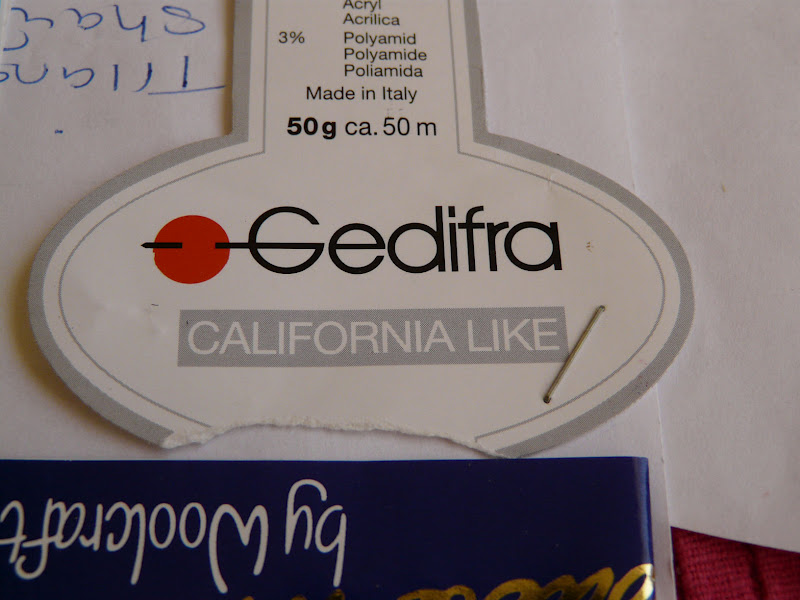 Acryl
Acrilica
3% Polyamid
Polyamide
Poliamida
Made in Italy
50g ca. 50 m
Gedifra
CALIFORNIA LIKE
by Woolcraft